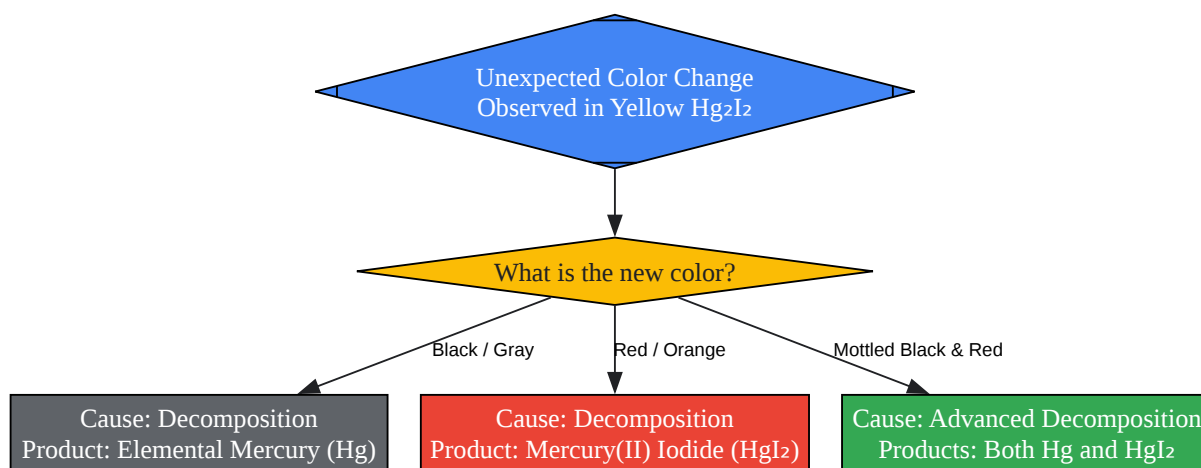 Unexpected Color Change
Observed in Yellow Hg₂I₂
What is the new color?
Black / Gray
Red / Orange
Mottled Black & Red
Cause: Decomposition
Product: Elemental Mercury (Hg)
Cause: Decomposition
Product: Mercury(II) Iodide (HgI₂)
Cause: Advanced Decomposition
Products: Both Hg and HgI₂